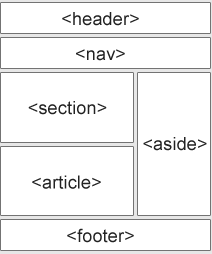 <header>
<nav>
<section>
<aside>
<article>
<footer>